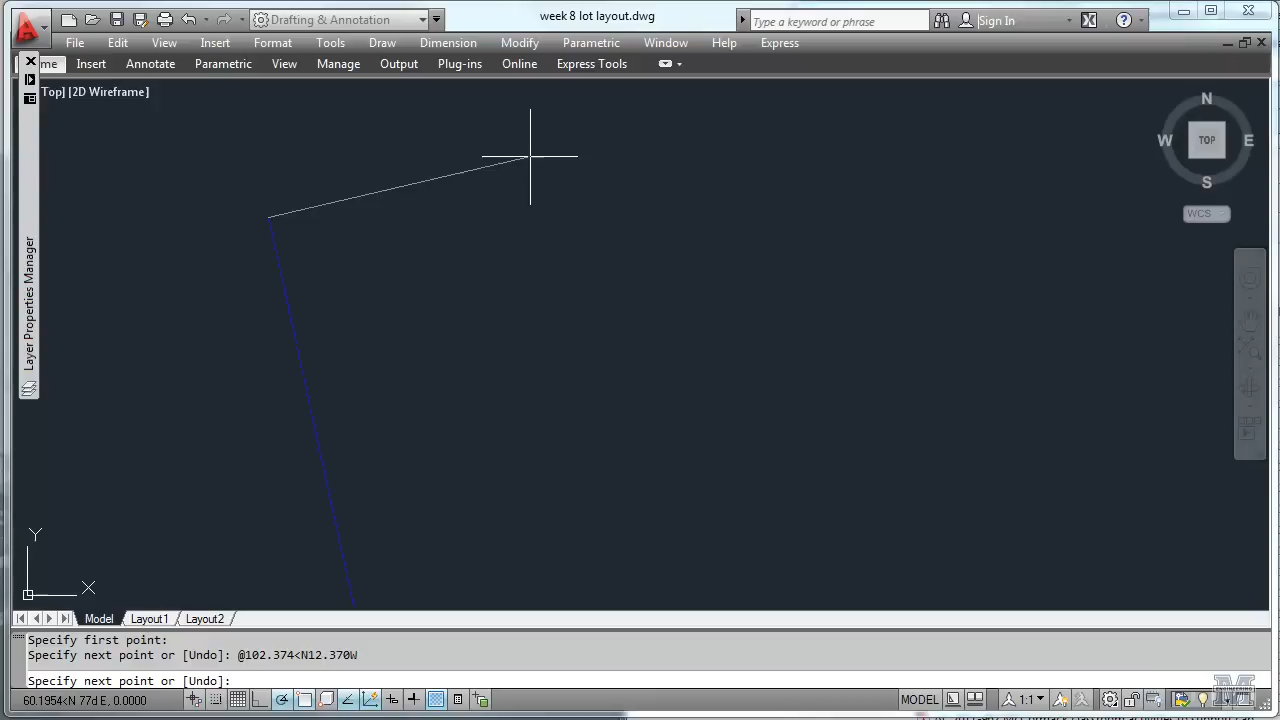 Drafting & Annotation
week 8 lot layout.dwg
Type a keyword or phrase
Sign In
File Edit View Insert Format Tools Draw Dimension Modify Parametric Window Help Express
me Insert Annotate Parametric View Manage Output Plug-ins Online Express Tools
Top] [2D Wireframe]
N
W TOP E
S
WCS
Layer Properties Manager
Y
X
Model Layout1 Layout2
Specify first point:
Specify next point or [Undo]: @102.374<N12.370W
Specify next point or [Undo]:
60.1954<N 77d E, 0.0000
MODEL
1:1
ENGINEERING